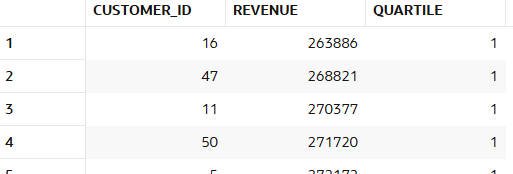 CUSTOMER_ID REVENUE QUARTILE
1 16 263886 1
2 47 268821 1
3 11 270377 1
4 50 271720 1